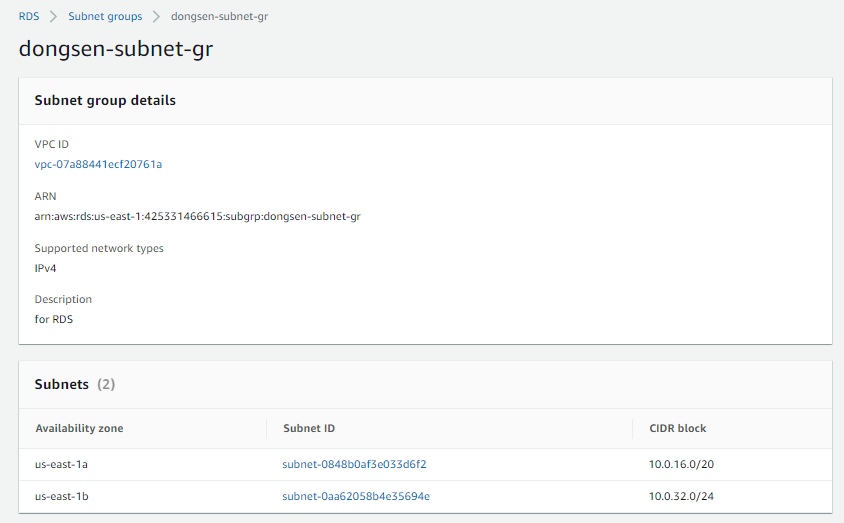 RDS > Subnet groups > dongsen-subnet-gr
dongsen-subnet-gr
Subnet group details
VPC ID
vpc-07a88441ecf20761a
ARN
arn:aws:rds:us-east-1:425331466615:subgrp:dongsen-subnet-gr
Supported network types
IPv4
Description
for RDS
Subnets (2)
Availability zone Subnet ID CIDR block
us-east-1a subnet-0848b0af3e033d6f2 10.0.16.0/20
us-east-1b subnet-0aa62058b4e35694e 10.0.32.0/24